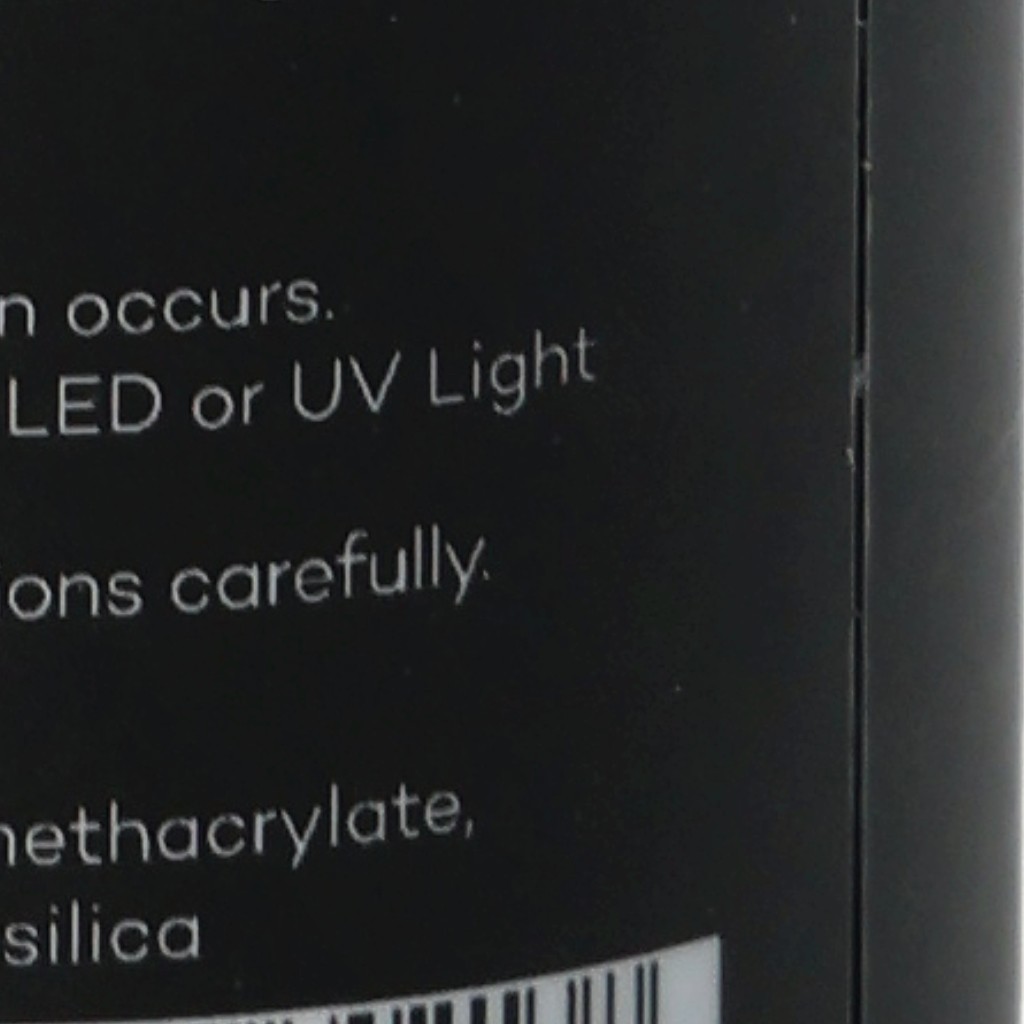 n occurs.
LED or UV Light
ons carefully.
nethacrylate,
silica